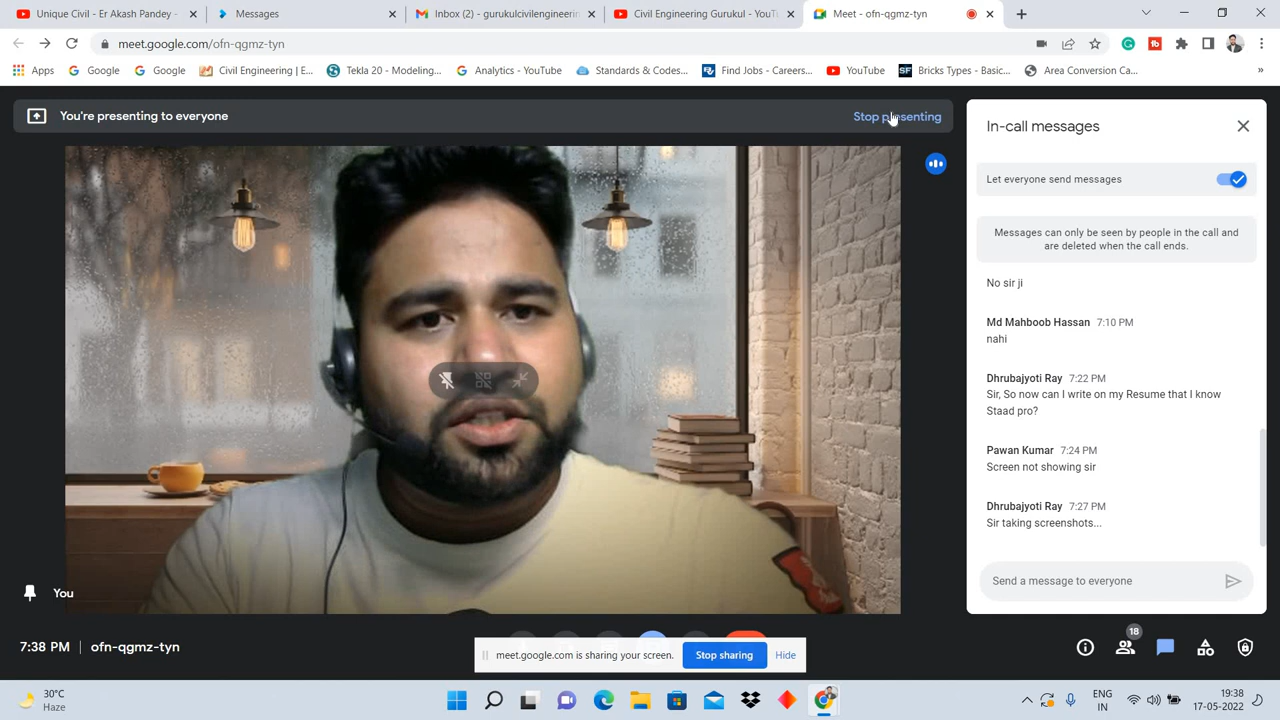 Unique Civil - Er Akash Pandey -
Messages
Inbox (2) - gurukulcivilengineerin
Civil Engineering Gurukul - YouTu
Meet - ofn-qgmz-tyn
meet.google.com/ofn-qgmz-tyn
Apps
Google
Google
Civil Engineering | E...
Tekla 20 - Modeling...
Analytics - YouTube
Standards & Codes...
Find Jobs - Careers...
YouTube
SF
Bricks Types - Basic...
Area Conversion Ca...
»
You're presenting to everyone
Stop presenting
In-call messages
Let everyone send messages
Messages can only be seen by people in the call and
are deleted when the call ends.
No sir ji
Md Mahboob Hassan 7:10 PM
nahi
Dhrubajyoti Ray 7:22 PM
Sir, So now can I write on my Resume that I know
Staad pro?
Pawan Kumar 7:24 PM
Screen not showing sir
Dhrubajyoti Ray 7:27 PM
Sir taking screenshots...
Send a message to everyone
You
7:38 PM | ofn-qgmz-tyn
meet.google.com is sharing your screen.
Stop sharing
Hide
18
30°C
Haze
ENG
IN
19:38
17-05-2022